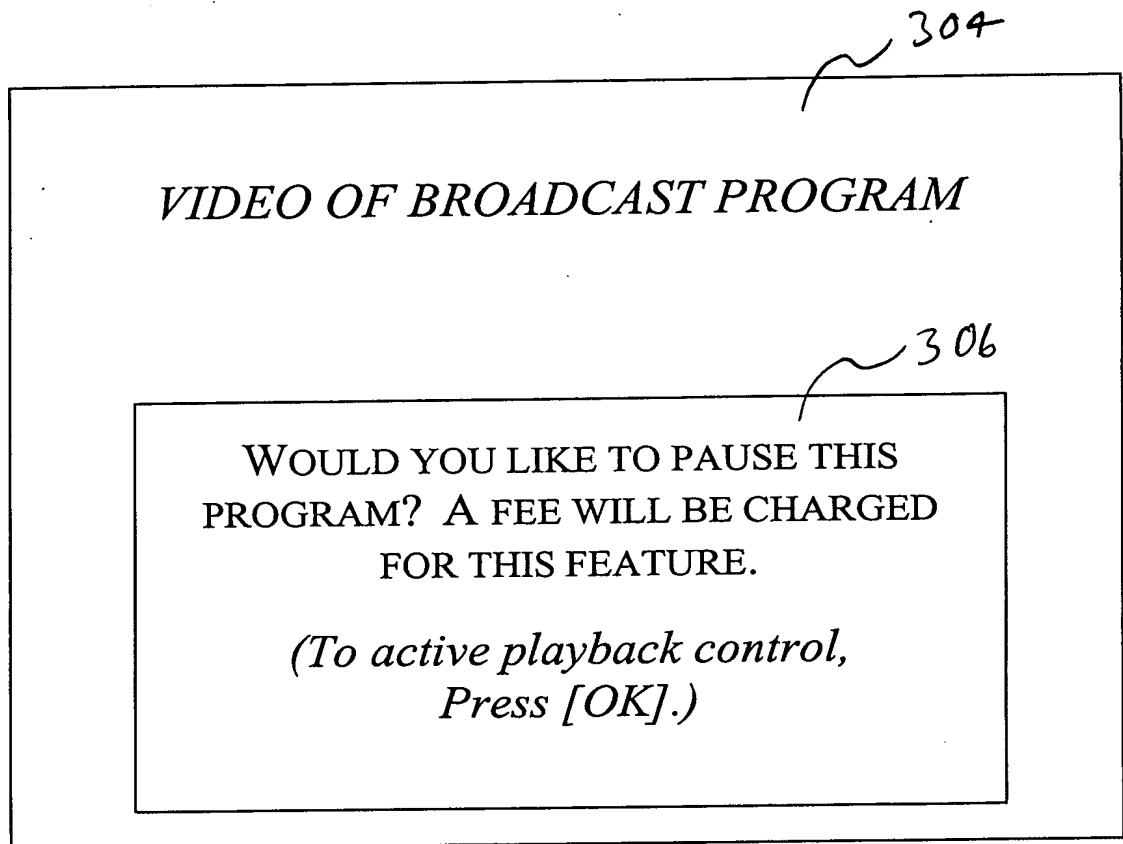 304
VIDEO OF BROADCAST PROGRAM
306
WOULD YOU LIKE TO PAUSE THIS
PROGRAM? A FEE WILL BE CHARGED
FOR THIS FEATURE.
(To active playback control,
Press [OK].)